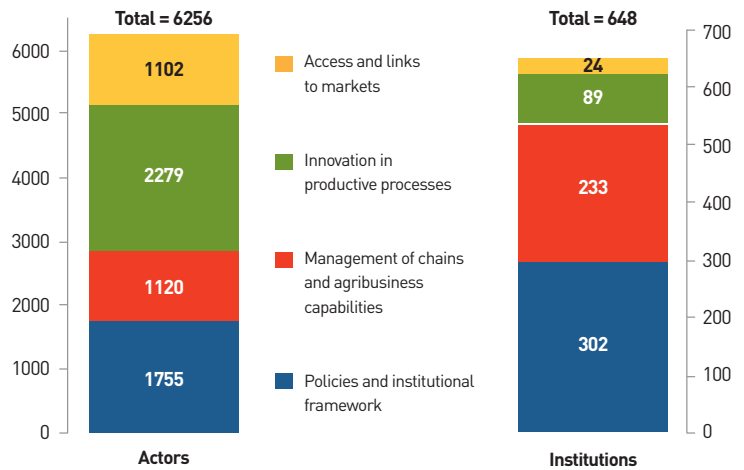 Total = 6256
6000
5000
4000
3000
2000
1000
0
1102
2279
1120
1755
Actors
Access and links
to markets
Innovation in
productive processes
Management of chains
and agribusiness
capabilities
Policies and institutional
framework
Total = 648
24
89
233
302
Institutions
700
600
500
400
300
200
100
0